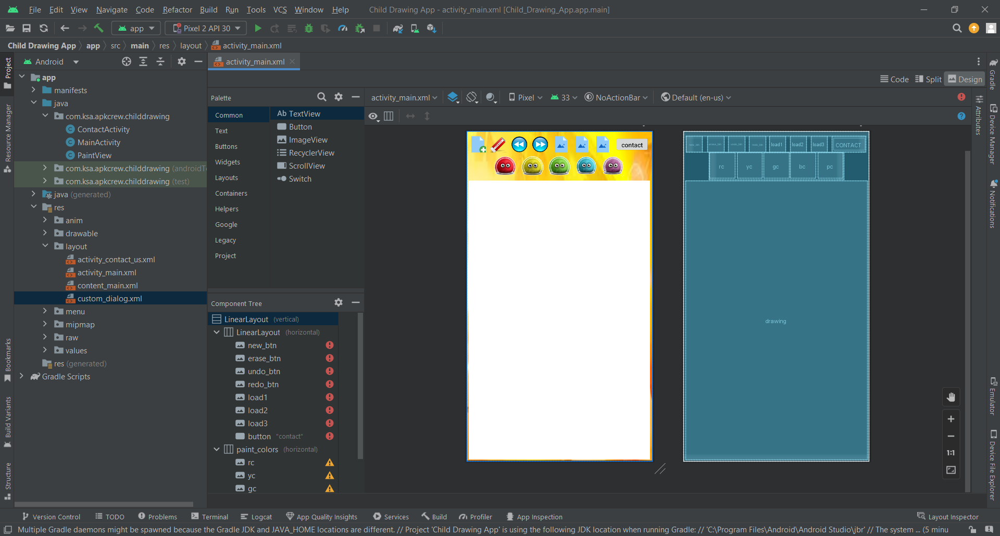 File Edit View Navigate Code Refactor Build Run Tools VCS Window Help Child Drawing App - activity_main.xml [Child_Drawing_App.app.main]
app Pixel 2 API 30
Child Drawing App app src main res layout activity_main.xml
Project
Resource Manager
Bookmarks
Build Variants
Structure
Android
app
manifests
java
com.ksa.apkcrew.childdrawing
ContactActivity
MainActivity
PaintView
com.ksa.apkcrew.childdrawing (androidTe
com.ksa.apkcrew.childdrawing (test)
java (generated)
res
anim
drawable
layout
activity_contact_us.xml
activity_main.xml
content_main.xml
custom_dialog.xml
menu
mipmap
raw
values
res (generated)
Gradle Scripts
activity_main.xml
Code Split Design
Palette
Common
Text
Buttons
Widgets
Layouts
Containers
Helpers
Google
Legacy
Project
Ab TextView
Button
ImageView
RecyclerView
ScrollView
Switch
Component Tree
LinearLayout (vertical)
LinearLayout (horizontal)
new_btn
erase_btn
undo_btn
redo_btn
load1
load2
load3
button "contact"
paint_colors (horizontal)
rc
yc
gc
activity_main.xml Pixel 33 NoActionBar Default (en-us)
contact
load1 load2 load3 CONTACT
rc yc gc bc pc
drawing
1:1
Gradle
Device Manager
Notifications
Emulator
Device File Explorer
Attributes
Version Control TODO Problems Terminal Logcat App Quality Insights Services Build Profiler App Inspection Layout Inspector
Multiple Gradle daemons might be spawned because the Gradle JDK and JAVA_HOME locations are different. // Project 'Child Drawing App' is using the following JDK location when running Gradle: // 'C:\Program Files\Android\Android Studio\jbr' // The system ... (5 minu